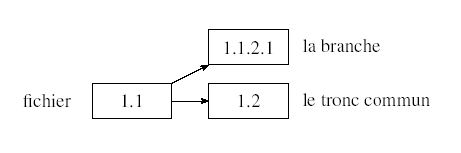 1.1.2.1 la branche
fichier 1.1 1.2 le tronc commun